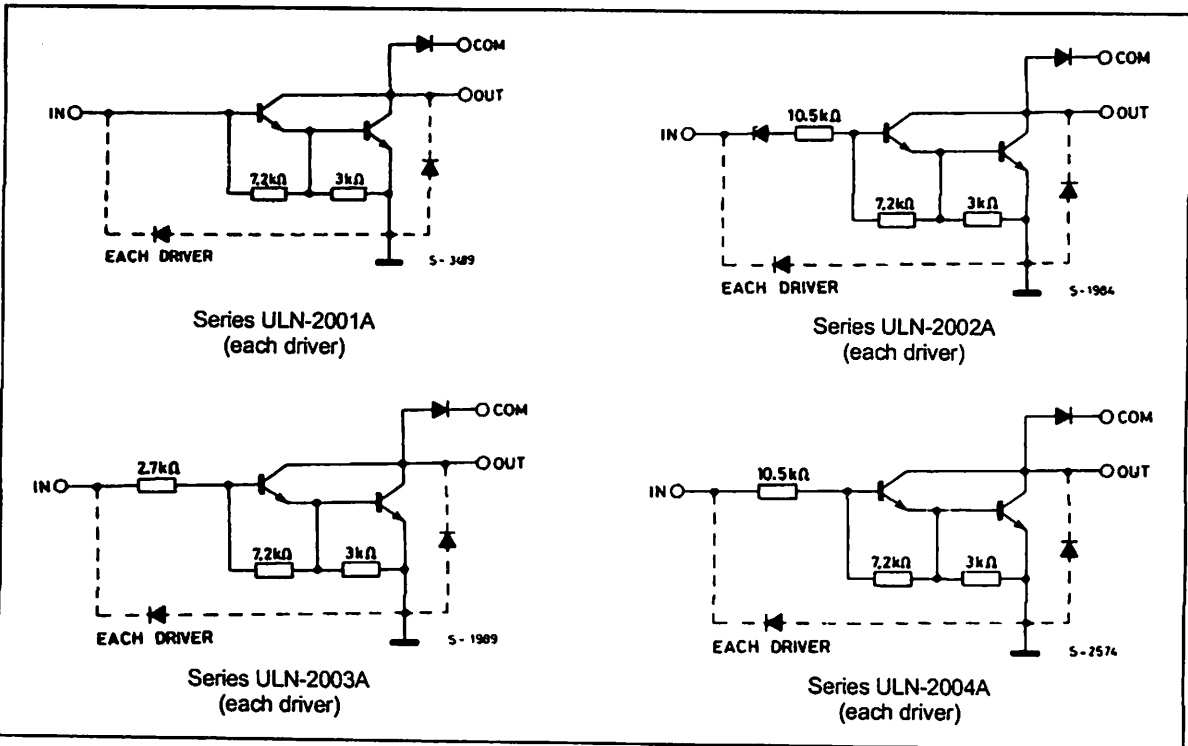 COM
OUT
IN
7.2kΩ
3kΩ
EACH DRIVER
S-3489
Series ULN-2001A
(each driver)
COM
OUT
IN
10.5kΩ
7.2kΩ
3kΩ
EACH DRIVER
S-1984
Series ULN-2002A
(each driver)
COM
OUT
IN
2.7kΩ
7.2kΩ
3kΩ
EACH DRIVER
S-1989
Series ULN-2003A
(each driver)
COM
OUT
IN
10.5kΩ
7.2kΩ
3kΩ
EACH DRIVER
S-2574
Series ULN-2004A
(each driver)